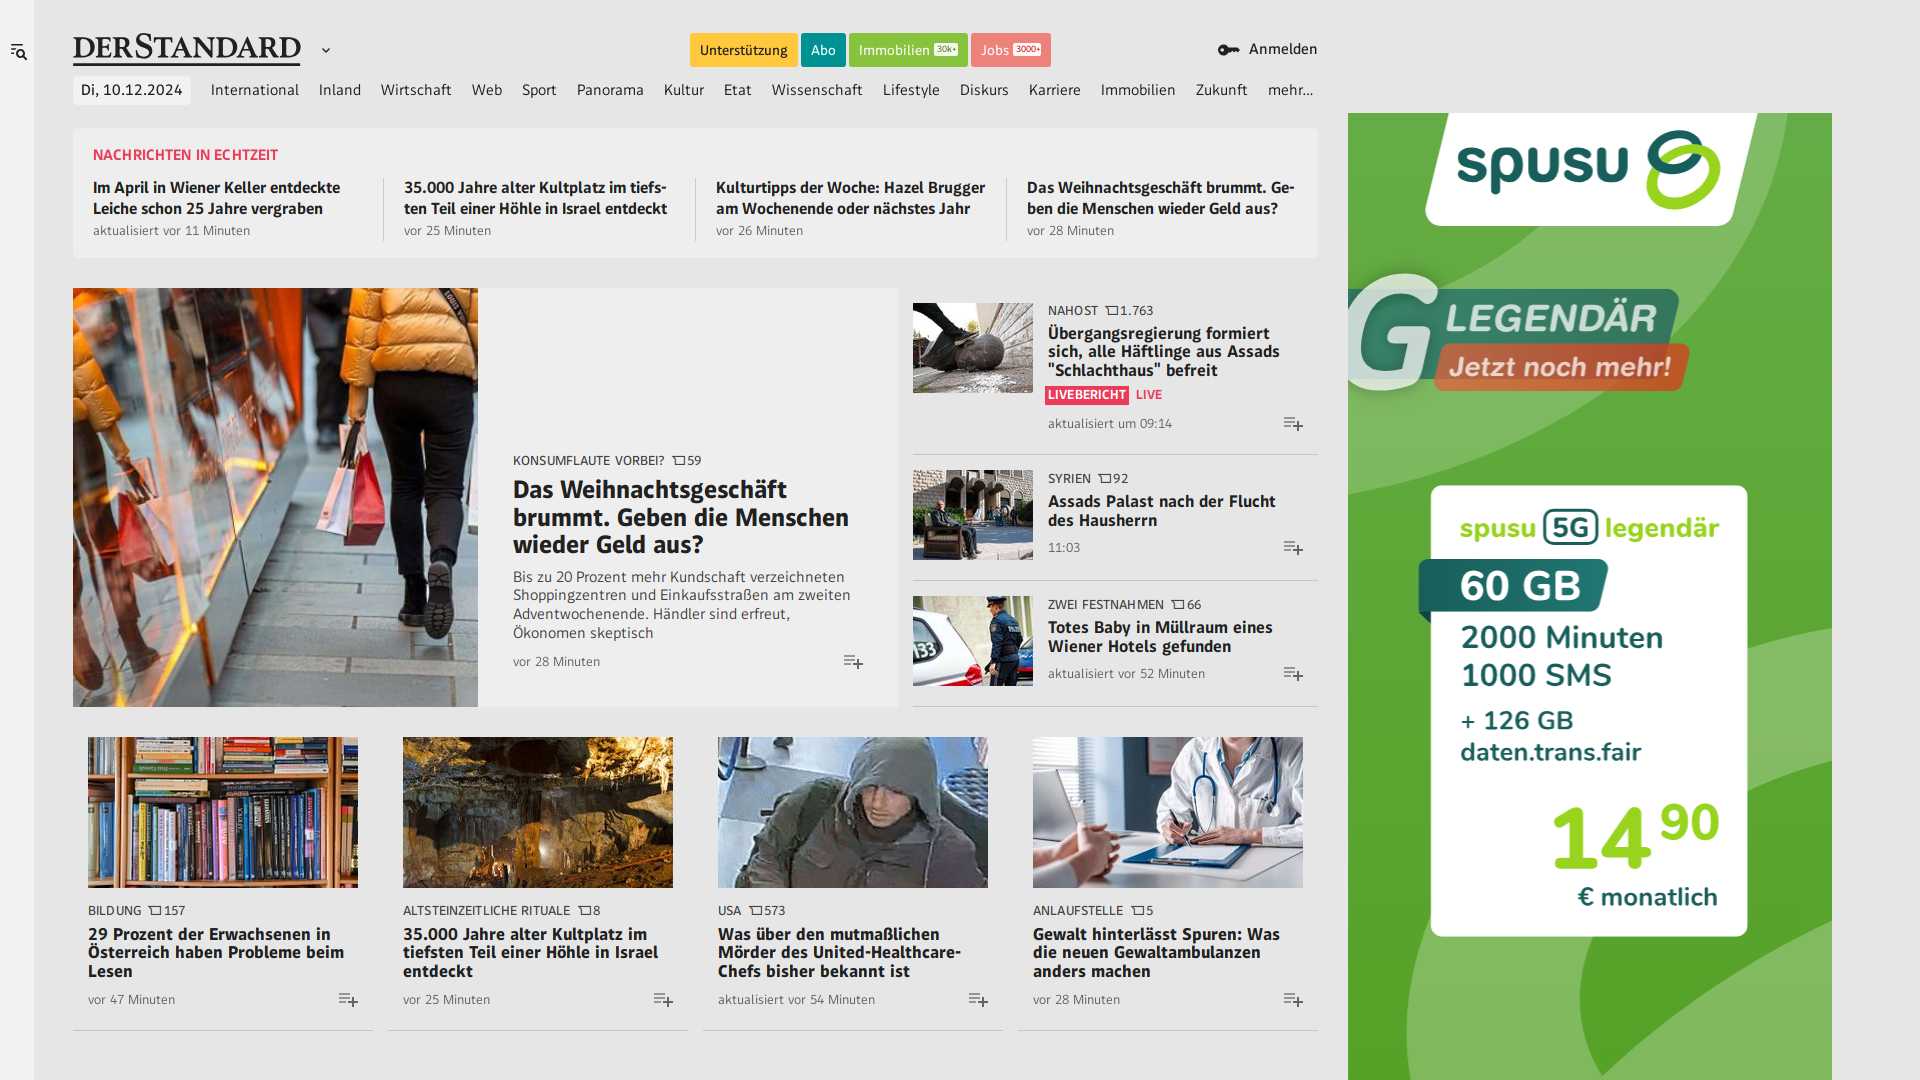 DERSTANDARD
Unterstützung Abo Immobilien 30k+ Jobs 3000+
Anmelden
Di, 10.12.2024 International Inland Wirtschaft Web Sport Panorama Kultur Etat Wissenschaft Lifestyle Diskurs Karriere Immobilien Zukunft mehr...
NACHRICHTEN IN ECHTZEIT
Im April in Wiener Keller entdeckte
Leiche schon 25 Jahre vergraben
aktualisiert vor 11 Minuten
35.000 Jahre alter Kultplatz im tiefs-
ten Teil einer Höhle in Israel entdeckt
vor 25 Minuten
Kulturtipps der Woche: Hazel Brugger
am Wochenende oder nächstes Jahr
vor 26 Minuten
Das Weihnachtsgeschäft brummt. Ge-
ben die Menschen wieder Geld aus?
vor 28 Minuten
KONSUMFLAUTE VORBEI? 59
Das Weihnachtsgeschäft
brummt. Geben die Menschen
wieder Geld aus?
Bis zu 20 Prozent mehr Kundschaft verzeichneten
Shoppingzentren und Einkaufsstraßen am zweiten
Adventwochenende. Händler sind erfreut,
Ökonomen skeptisch
vor 28 Minuten
NAHOST 1.763
Übergangsregierung formiert
sich, alle Häftlinge aus Assads
"Schlachthaus" befreit
LIVEBERICHT LIVE
aktualisiert um 09:14
SYRIEN 92
Assads Palast nach der Flucht
des Hausherrn
11:03
133
ZWEI FESTNAHMEN 66
Totes Baby in Müllraum eines
Wiener Hotels gefunden
aktualisiert vor 52 Minuten
BILDUNG 157
29 Prozent der Erwachsenen in
Österreich haben Probleme beim
Lesen
vor 47 Minuten
ALTSTEINZEITLICHE RITUALE 8
35.000 Jahre alter Kultplatz im
tiefsten Teil einer Höhle in Israel
entdeckt
vor 25 Minuten
USA 573
Was über den mutmaßlichen
Mörder des United-Healthcare-
Chefs bisher bekannt ist
aktualisiert vor 54 Minuten
ANLAUFSTELLE 5
Gewalt hinterlässt Spuren: Was
die neuen Gewaltambulanzen
anders machen
vor 28 Minuten
spusu
G LEGENDÄR
Jetzt noch mehr!
spusu 5G legendär
60 GB
2000 Minuten
1000 SMS
+ 126 GB
daten.trans.fair
14 90
€ monatlich